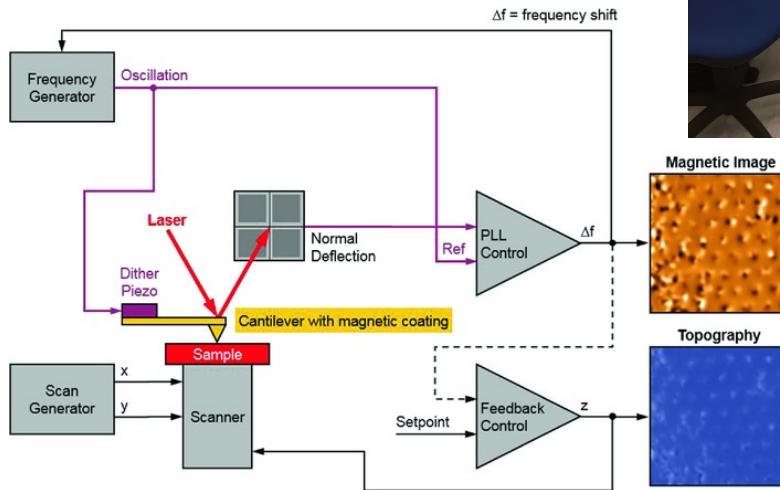 Δf = frequency shift
Frequency
Generator
Oscillation
Magnetic Image
Laser
Normal
Deflection
Ref
PLL
Control
Δf
Dither
Piezo
Cantilever with magnetic coating
Topography
Sample
Scan
Generator
x
y
Scanner
Setpoint
Feedback
Control
z